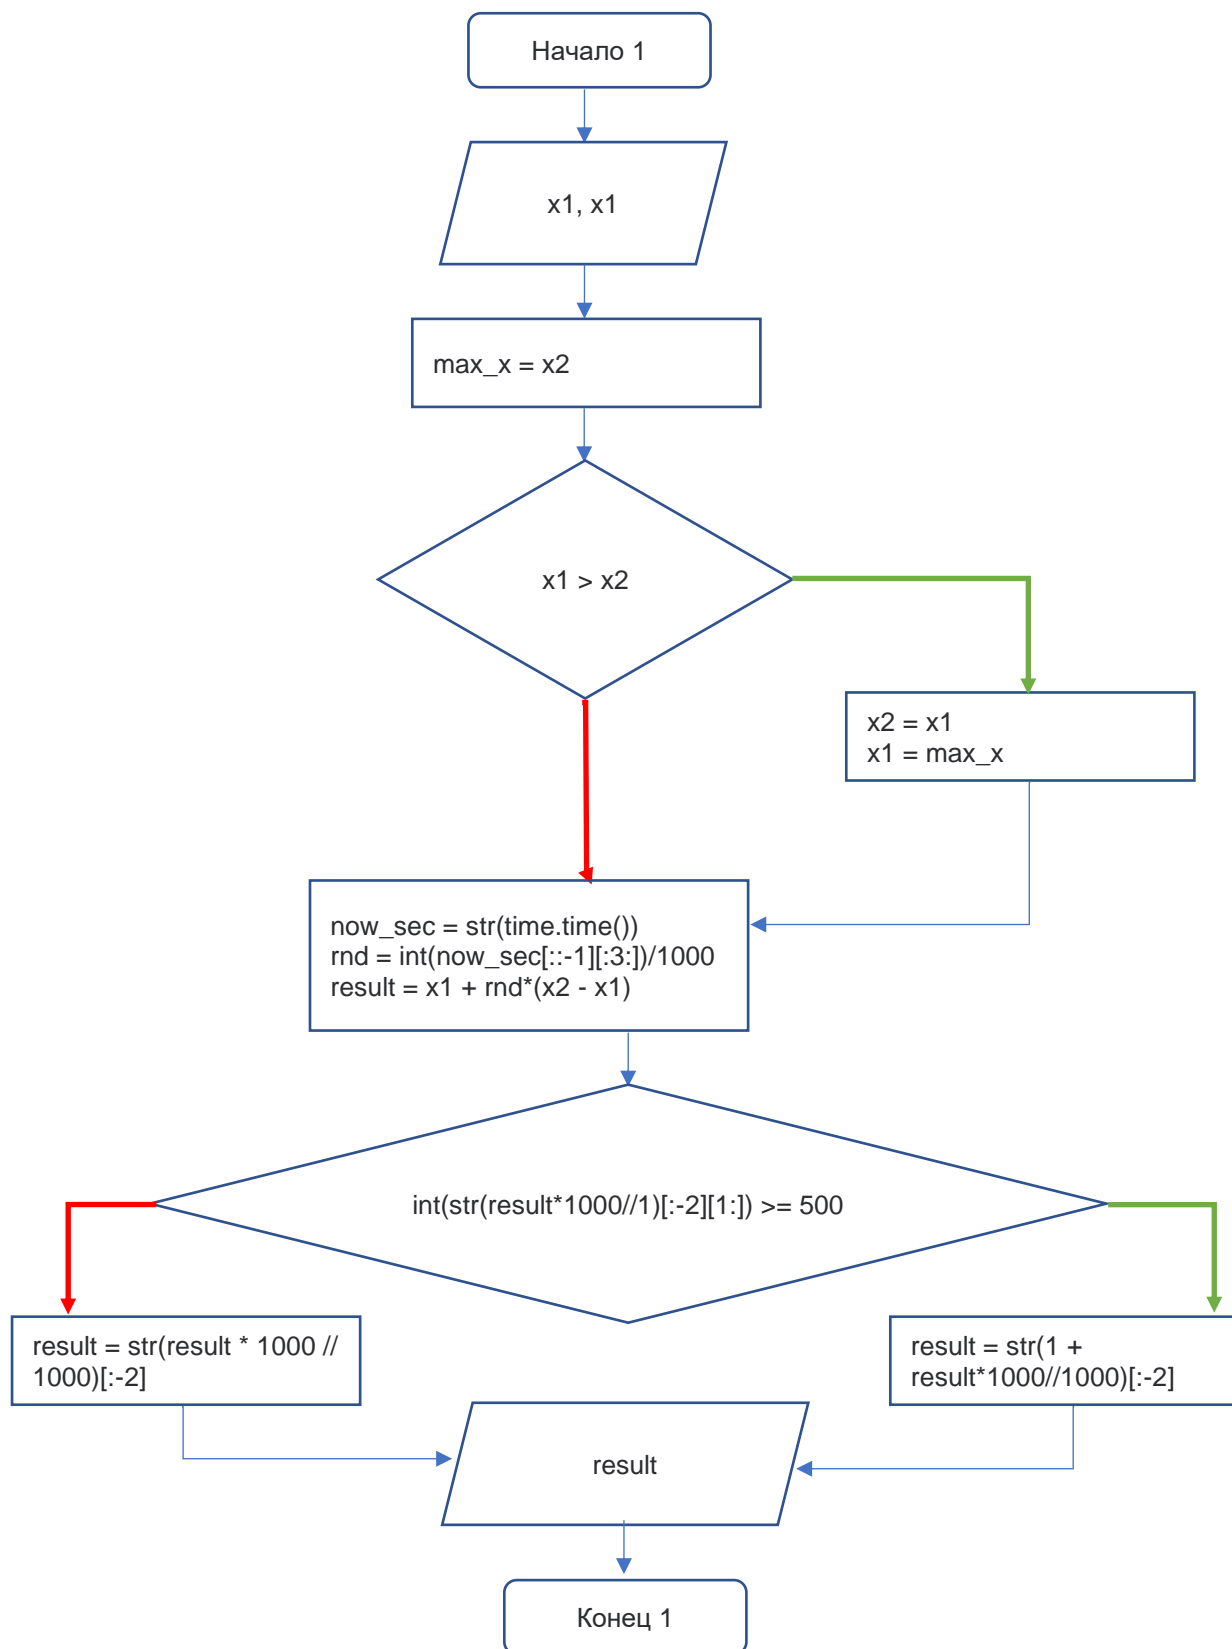 Начало 1
x1, x1
max_x = x2
x1 > x2
x2 = x1
x1 = max_x
now_sec = str(time.time())
rnd = int(now_sec[::-1][:3:])/1000
result = x1 + rnd*(x2 - x1)
int(str(result*1000//1)[:-2][1:]) >= 500
result = str(result * 1000 //
1000)[:-2]
result = str(1 +
result*1000//1000)[:-2]
result
Конец 1